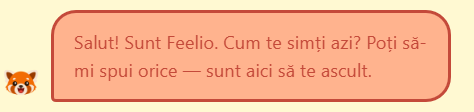 Salut! Sunt Feelio. Cum te simți azi? Poți să-
mi spui orice — sunt aici să te ascult.